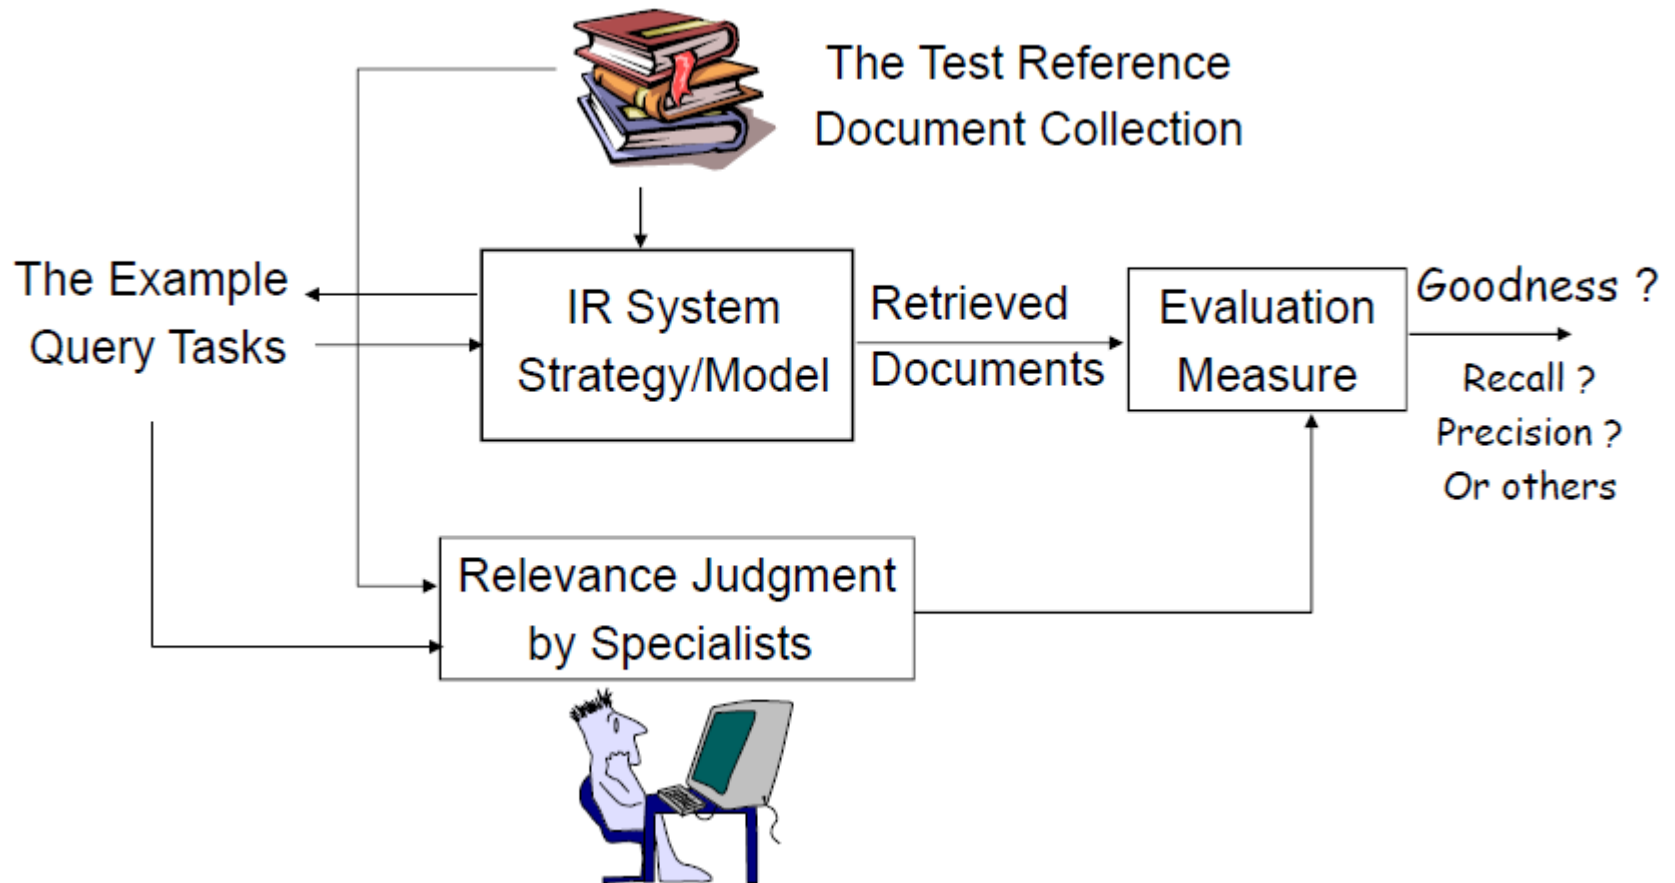 The Test Reference
Document Collection
The Example
Query Tasks
IR System
Strategy/Model
Retrieved
Documents
Evaluation
Measure
Goodness ?
Recall ?
Precision ?
Or others
Relevance Judgment
by Specialists